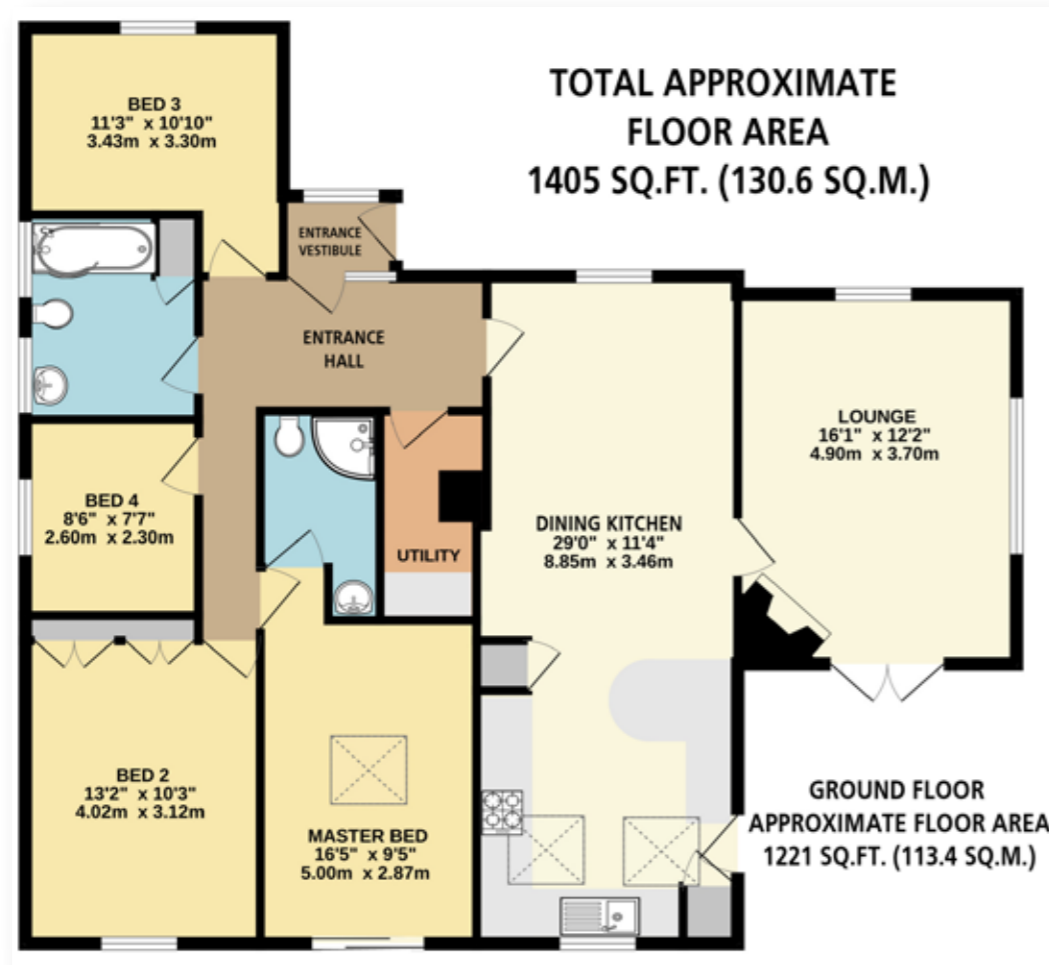 BED 3
11'3" x 10'10"
3.43m x 3.30m
TOTAL APPROXIMATE
FLOOR AREA
1405 SQ.FT. (130.6 SQ.M.)
ENTRANCE
VESTIBULE
ENTRANCE
HALL
LOUNGE
16'1" x 12'2"
4.90m x 3.70m
BED 4
8'6" x 7'7"
2.60m x 2.30m
UTILITY
DINING KITCHEN
29'0" x 11'4"
8.85m x 3.46m
BED 2
13'2" x 10'3"
4.02m x 3.12m
MASTER BED
16'5" x 9'5"
5.00m x 2.87m
GROUND FLOOR
APPROXIMATE FLOOR AREA
1221 SQ.FT. (113.4 SQ.M.)